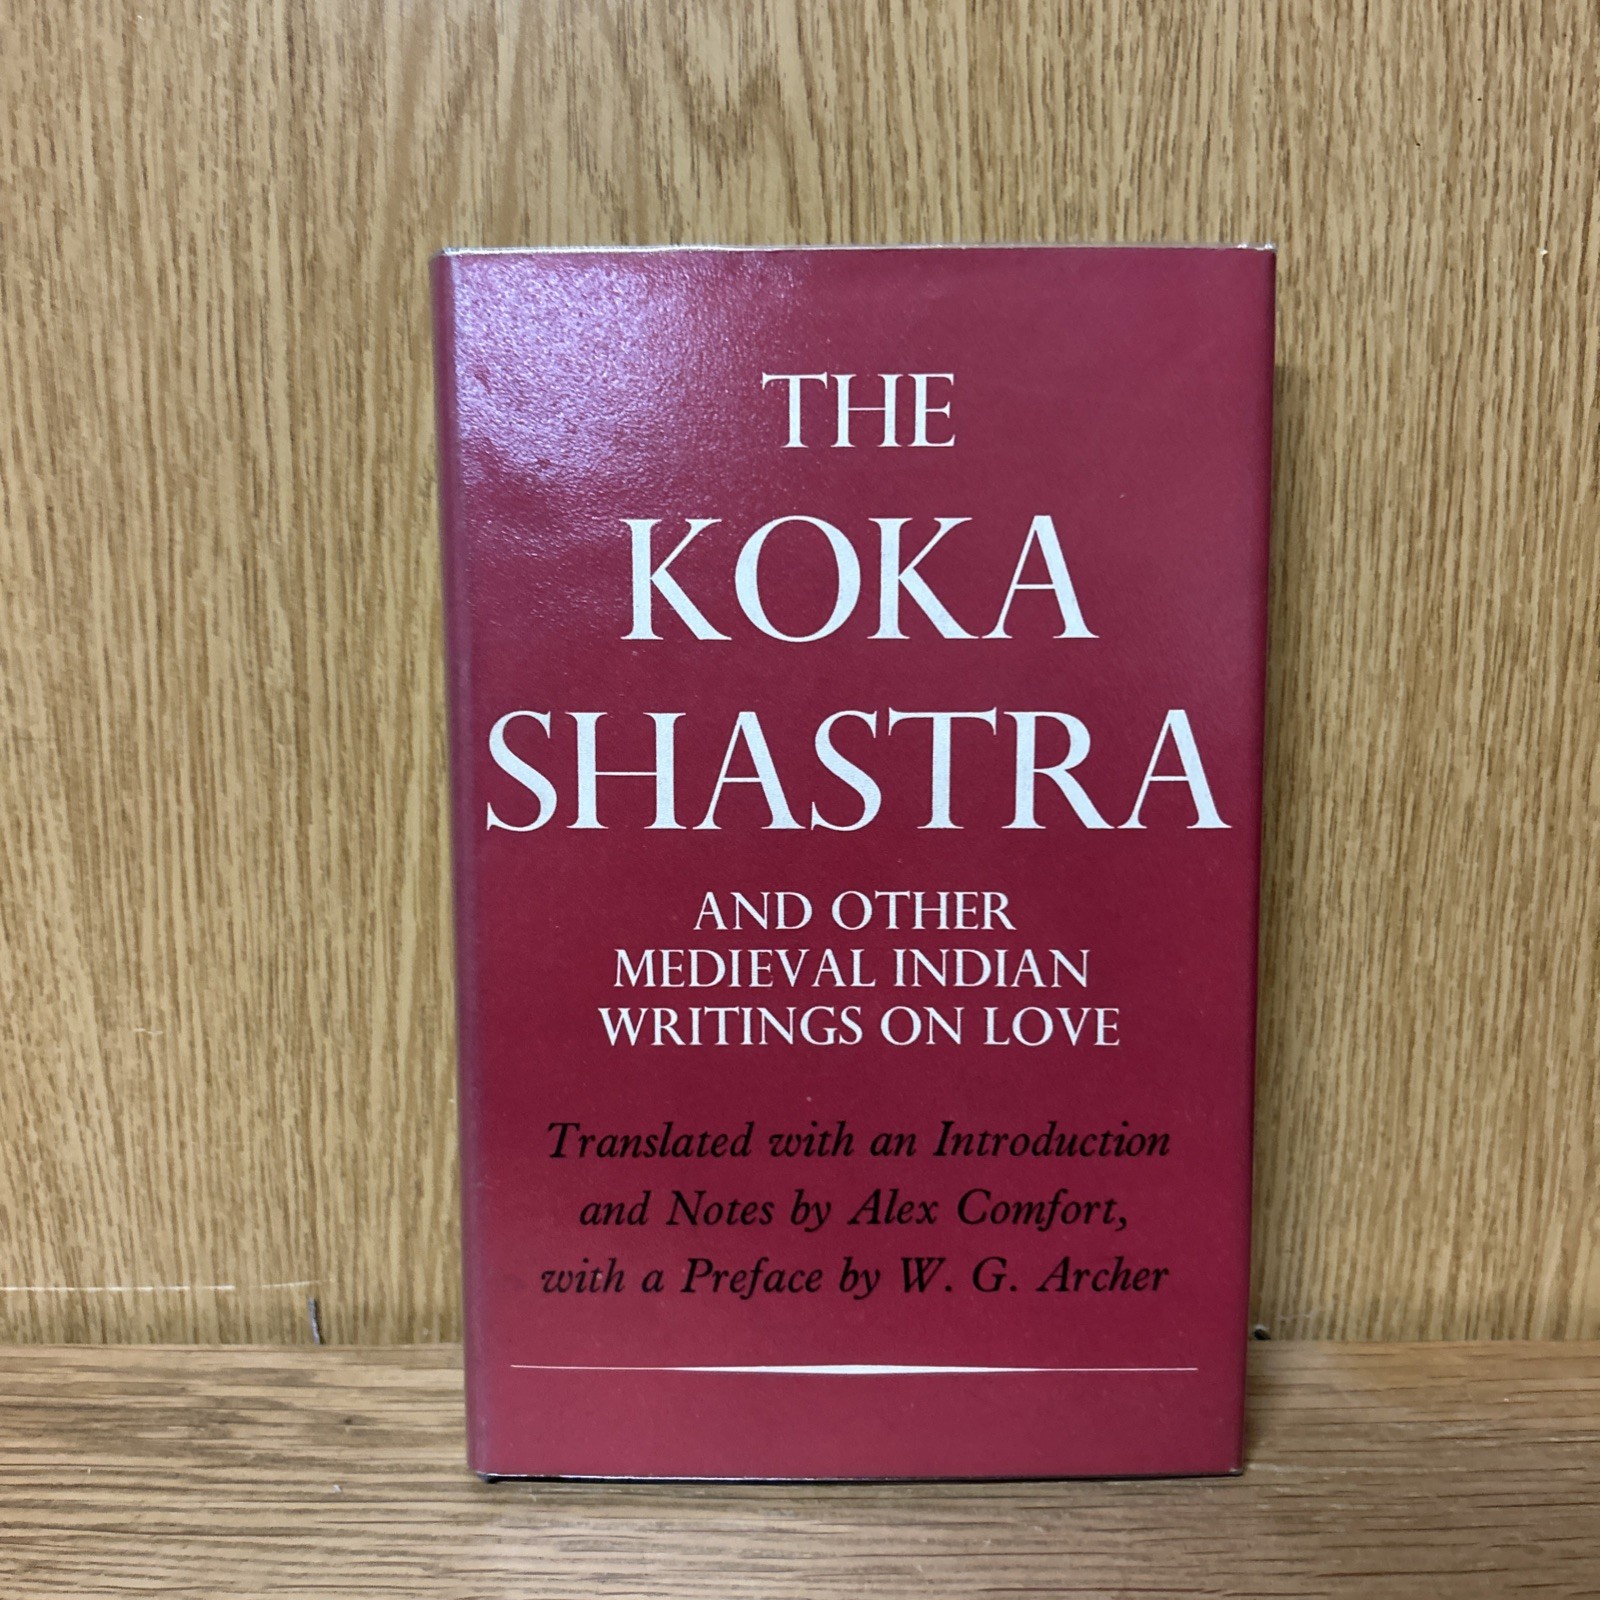 THE
KOKA
SHASTRA
AND OTHER
MEDIEVAL INDIAN
WRITINGS ON LOVE
Translated with an Introduction
and Notes by Alex Comfort,
with a Preface by W. G. Archer